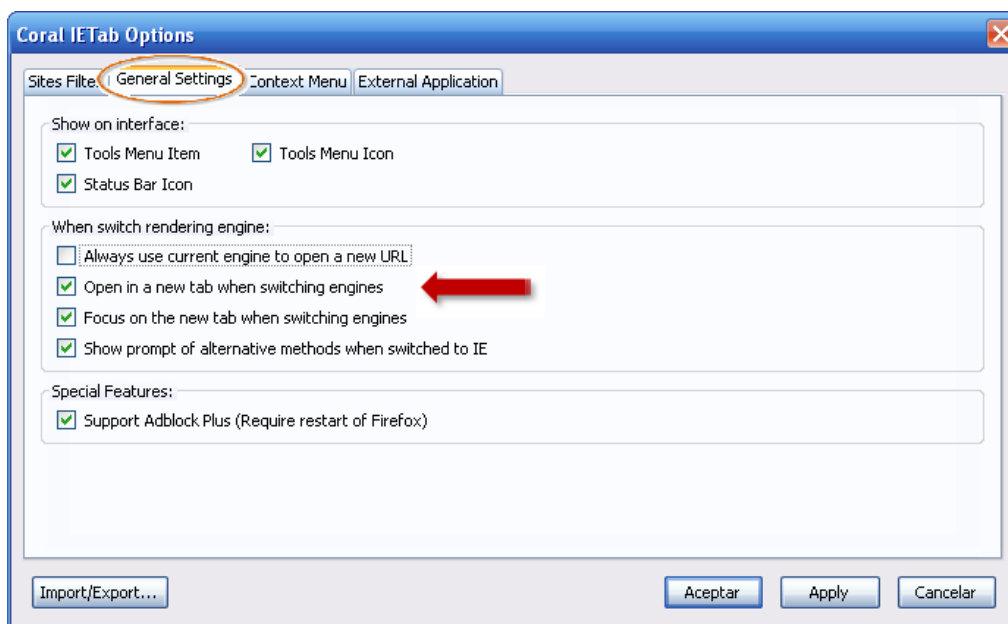 Coral IETab Options
Sites Filte General Settings Context Menu External Application
Show on interface:
Tools Menu Item Tools Menu Icon
Status Bar Icon
When switch rendering engine:
Always use current engine to open a new URL
Open in a new tab when switching engines
Focus on the new tab when switching engines
Show prompt of alternative methods when switched to IE
Special Features:
Support Adblock Plus (Require restart of Firefox)
Import/Export... Aceptar Apply Cancelar